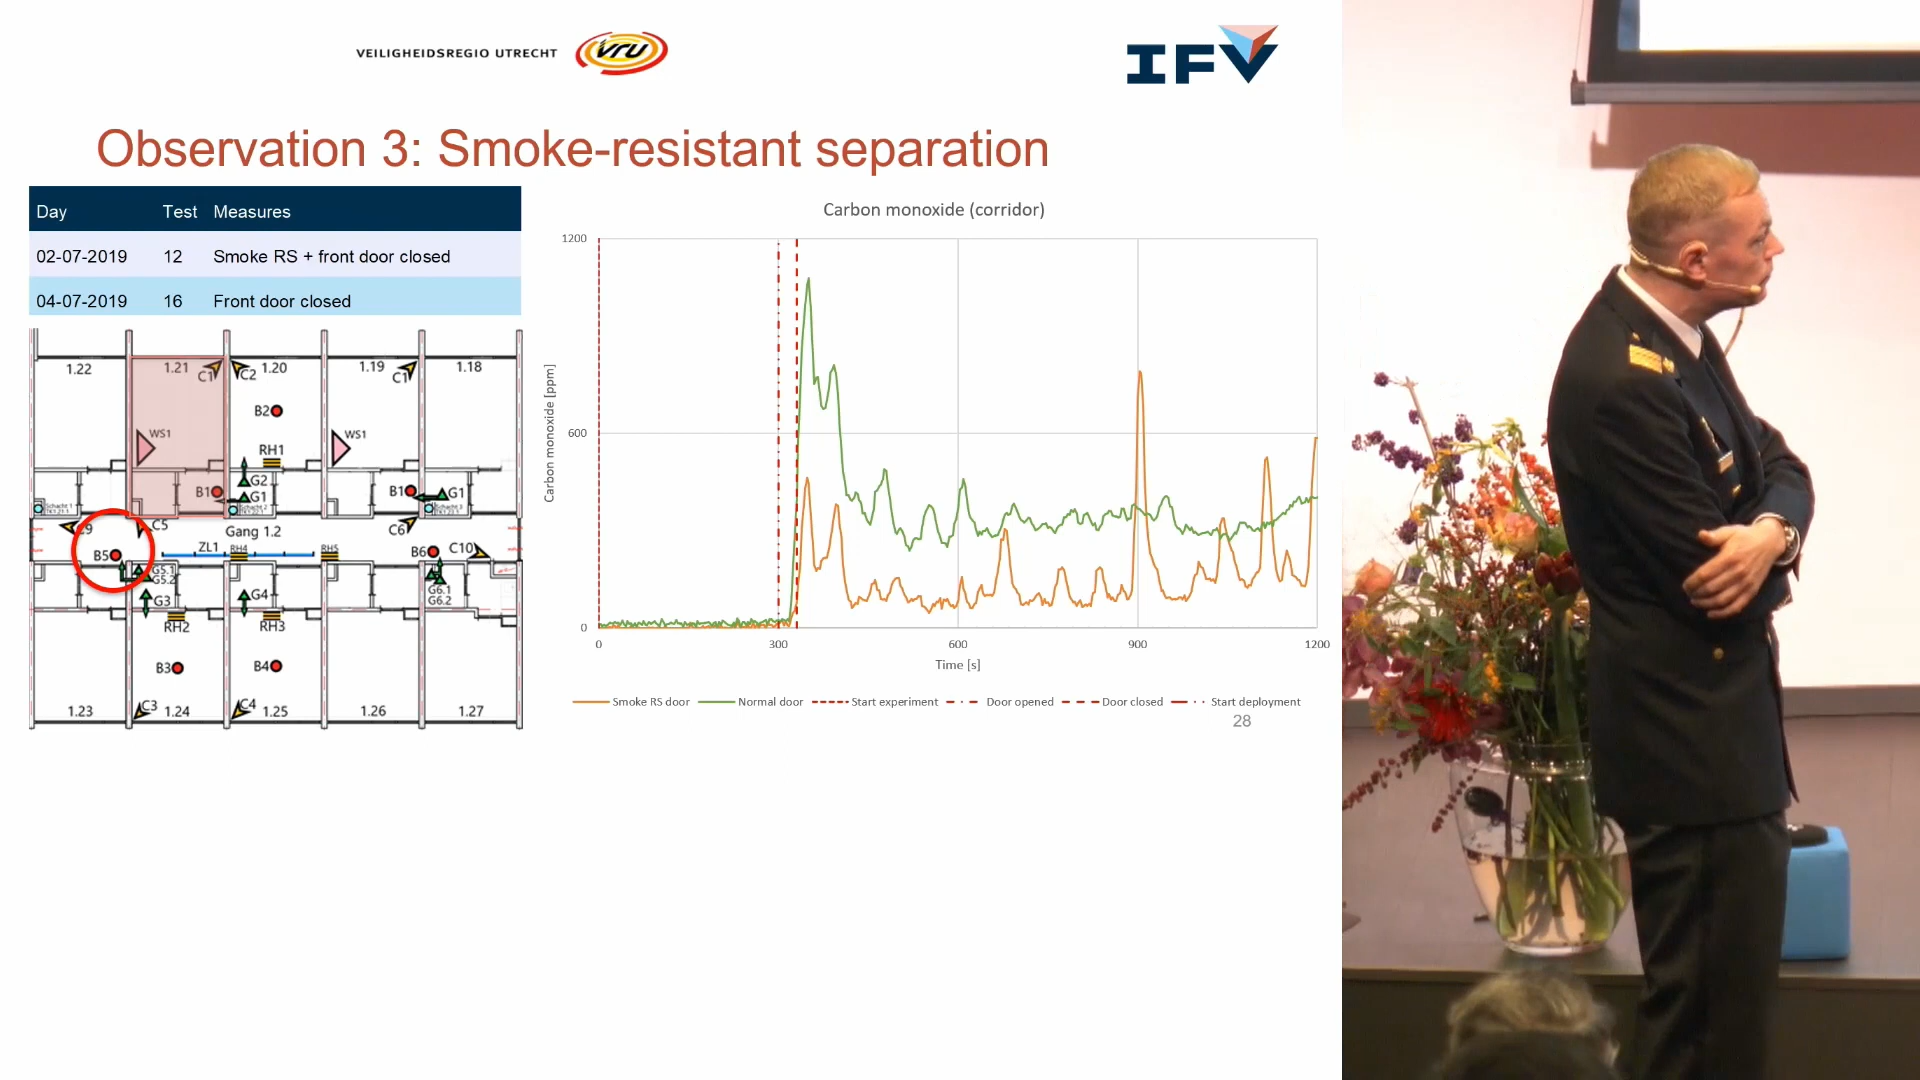 VEILIGHEIDSREGIO UTRECHT
vru
IFV
Observation 3: Smoke-resistant separation
Day Test Measures
02-07-2019 12 Smoke RS + front door closed
04-07-2019 16 Front door closed
1.22
1.21
C1
C2
1.20
1.19
C1
1.18
B2
WS1
WS1
RH1
G2
B1
G1
B1
G1
C5
Gang 1.2
C6
B5
ZL1
RH4
RH5
B6
C10
G5.1
G5.2
G3
G4
G6.1
G6.2
RH2
RH3
B3
B4
1.23
C3
1.24
C4
1.25
1.26
1.27
Carbon monoxide (corridor)
Carbon monoxide [ppm]
1200
600
0
0 300 600 900 1200
Time [s]
Smoke RS door Normal door Start experiment Door opened Door closed Start deployment
28